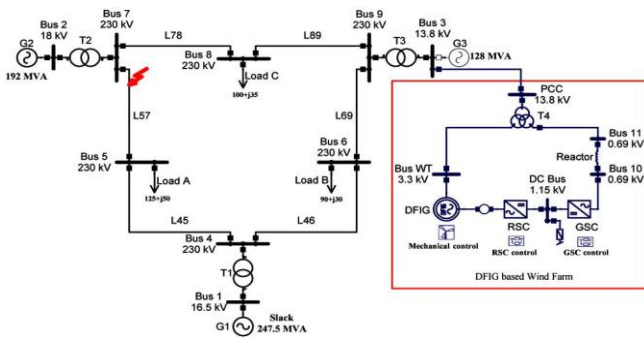 Bus 2
18 kV
T2
G2
192 MVA
Bus 7
230 kV
L78
Bus 8
230 kV
Load C
100+j35
L89
Bus 9
230 kV
T3
Bus 3
13.8 kV
G3
128 MVA
L57
L69
PCC
13.8 kV
T4
Bus 11
0.69 kV
Reactor
Bus 10
0.69 kV
Bus WT
3.3 kV
DC Bus
1.15 kV
DFIG
RSC
GSC
Mechanical control
RSC control
GSC control
DFIG based Wind Farm
Bus 5
230 kV
Load A
125+j50
Bus 6
230 kV
Load B
90+j30
L45
L46
Bus 4
230 kV
T1
Bus 1
16.5 kV
Slack
247.5 MVA
G1